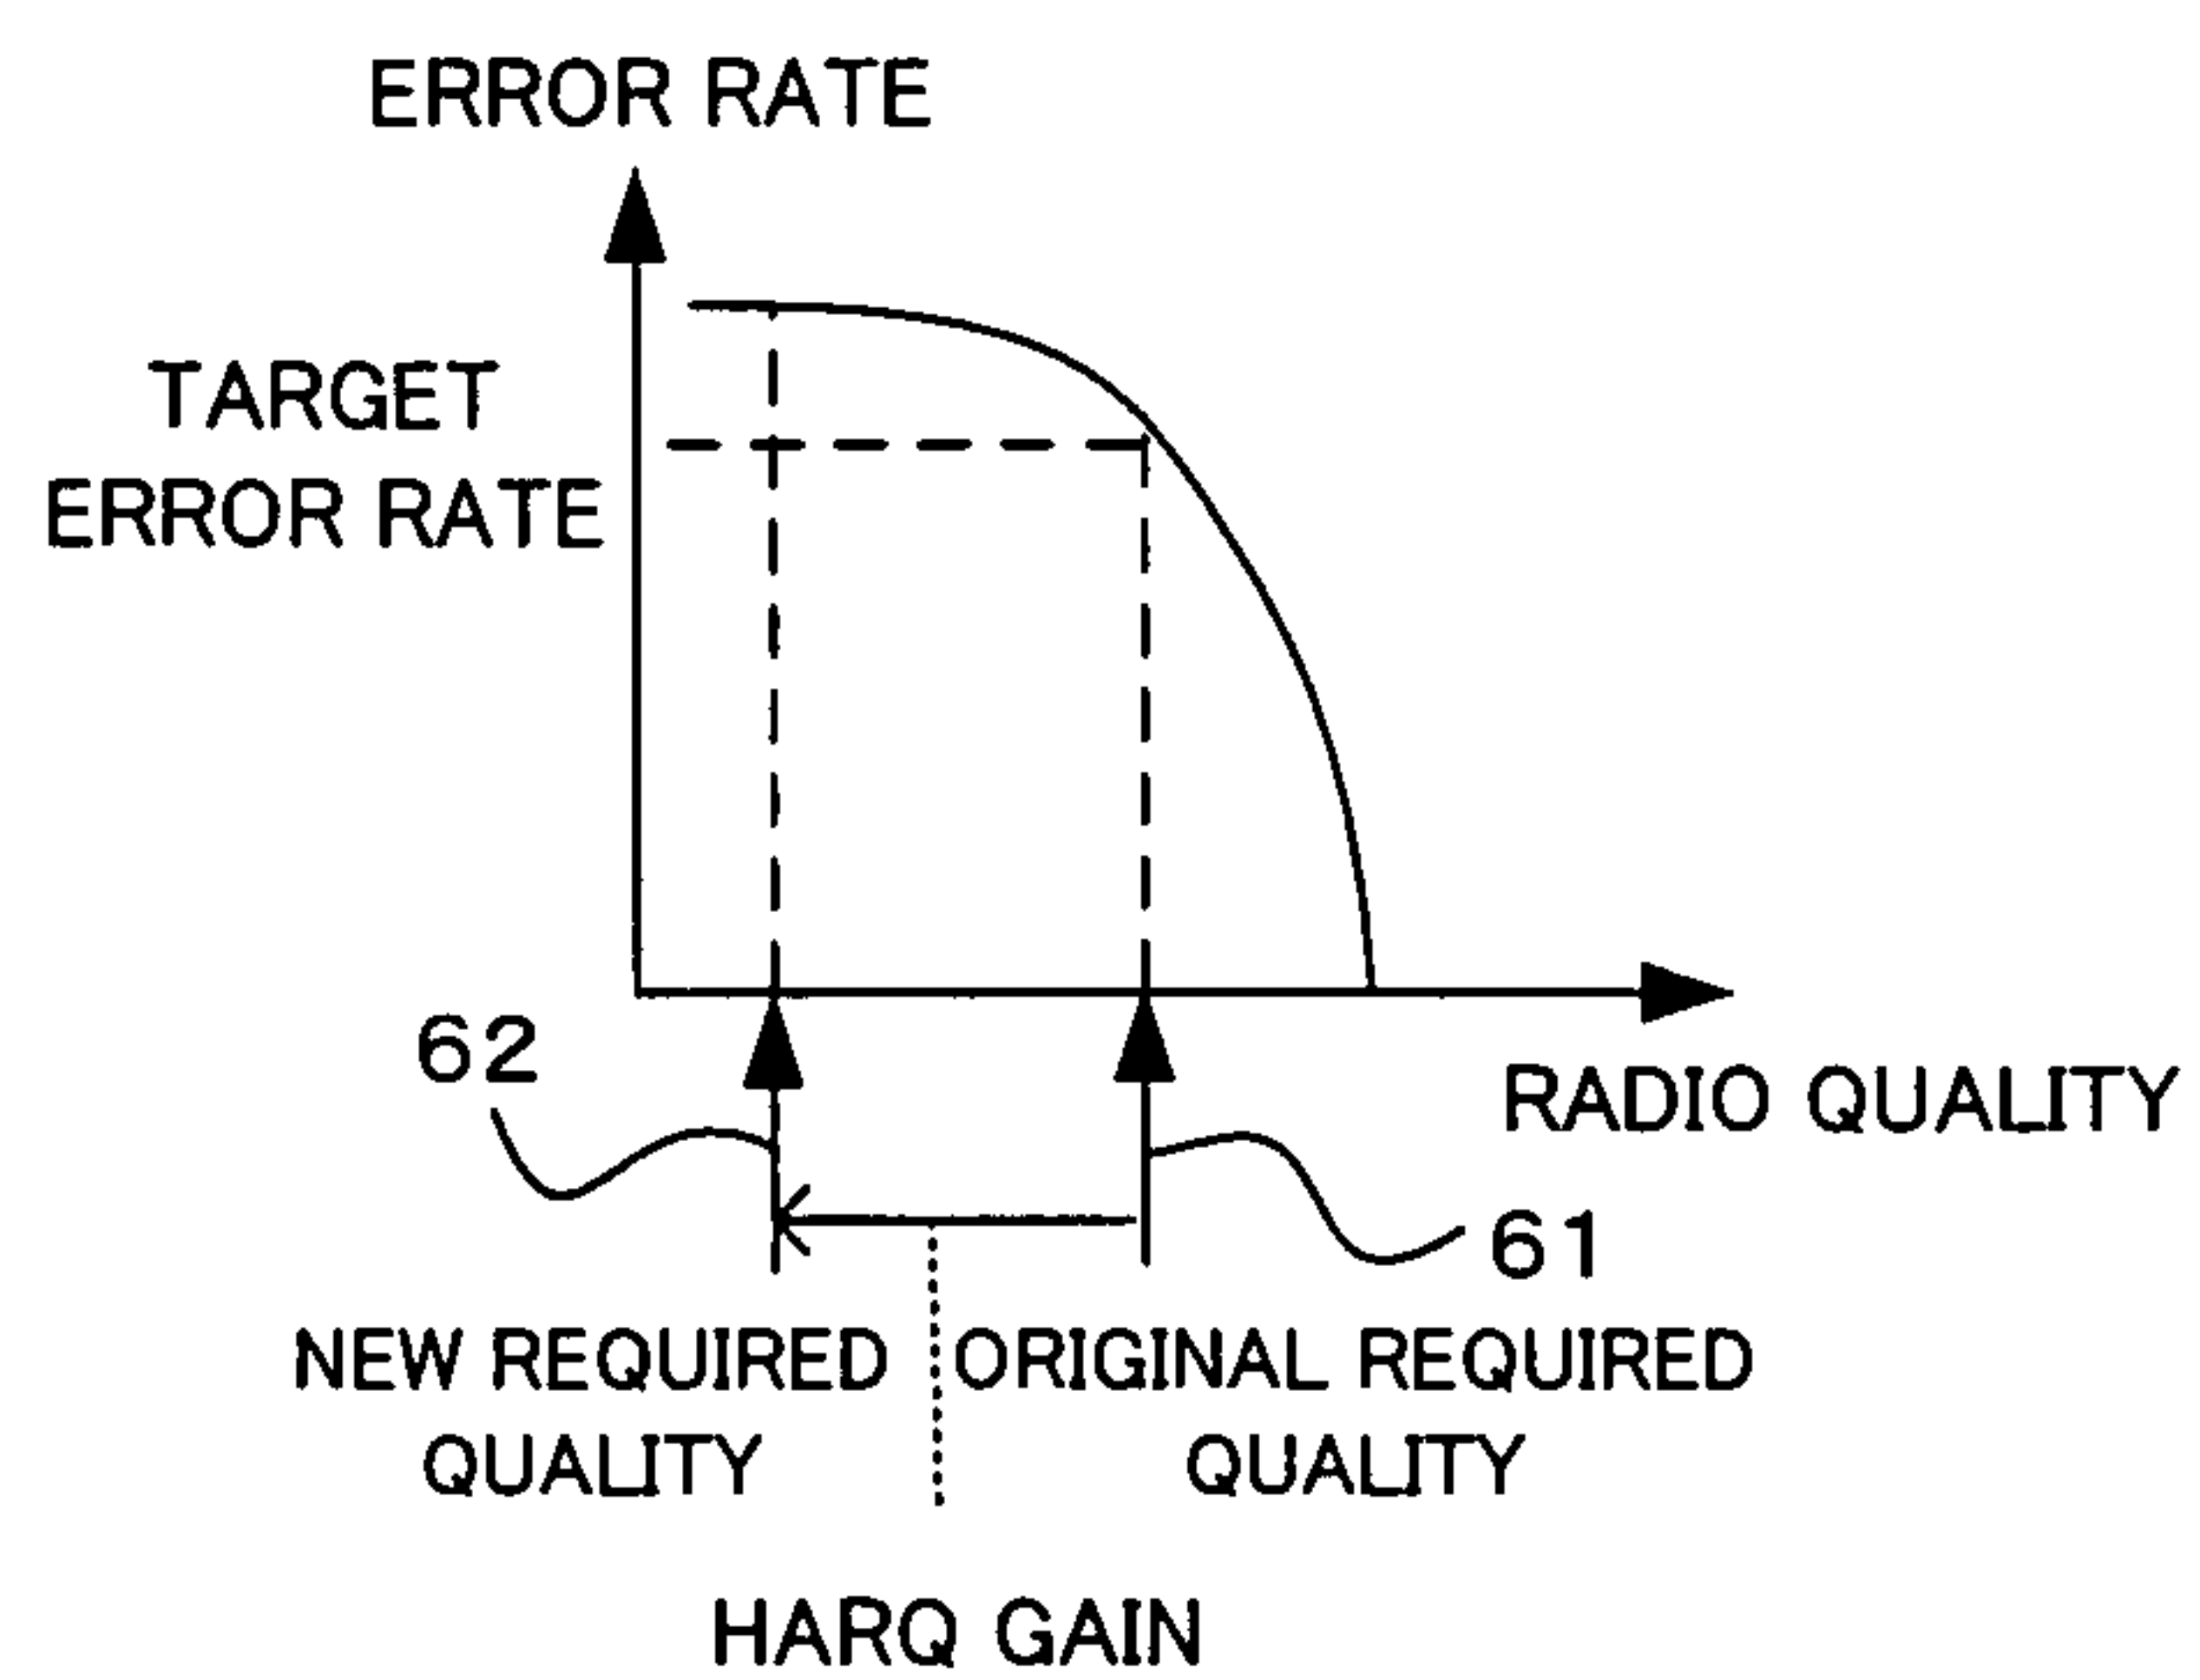 ERROR RATE
TARGET
ERROR RATE
62
RADIO QUALITY
61
NEW REQUIRED
QUALITY
ORIGINAL REQUIRED
QUALITY
HARQ GAIN